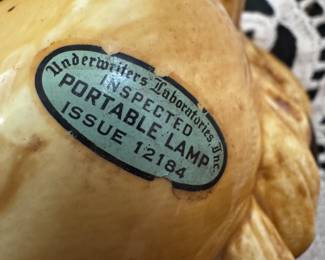 Underwriters Laboratories, Inc.
INSPECTED
PORTABLE LAMP
ISSUE 12184